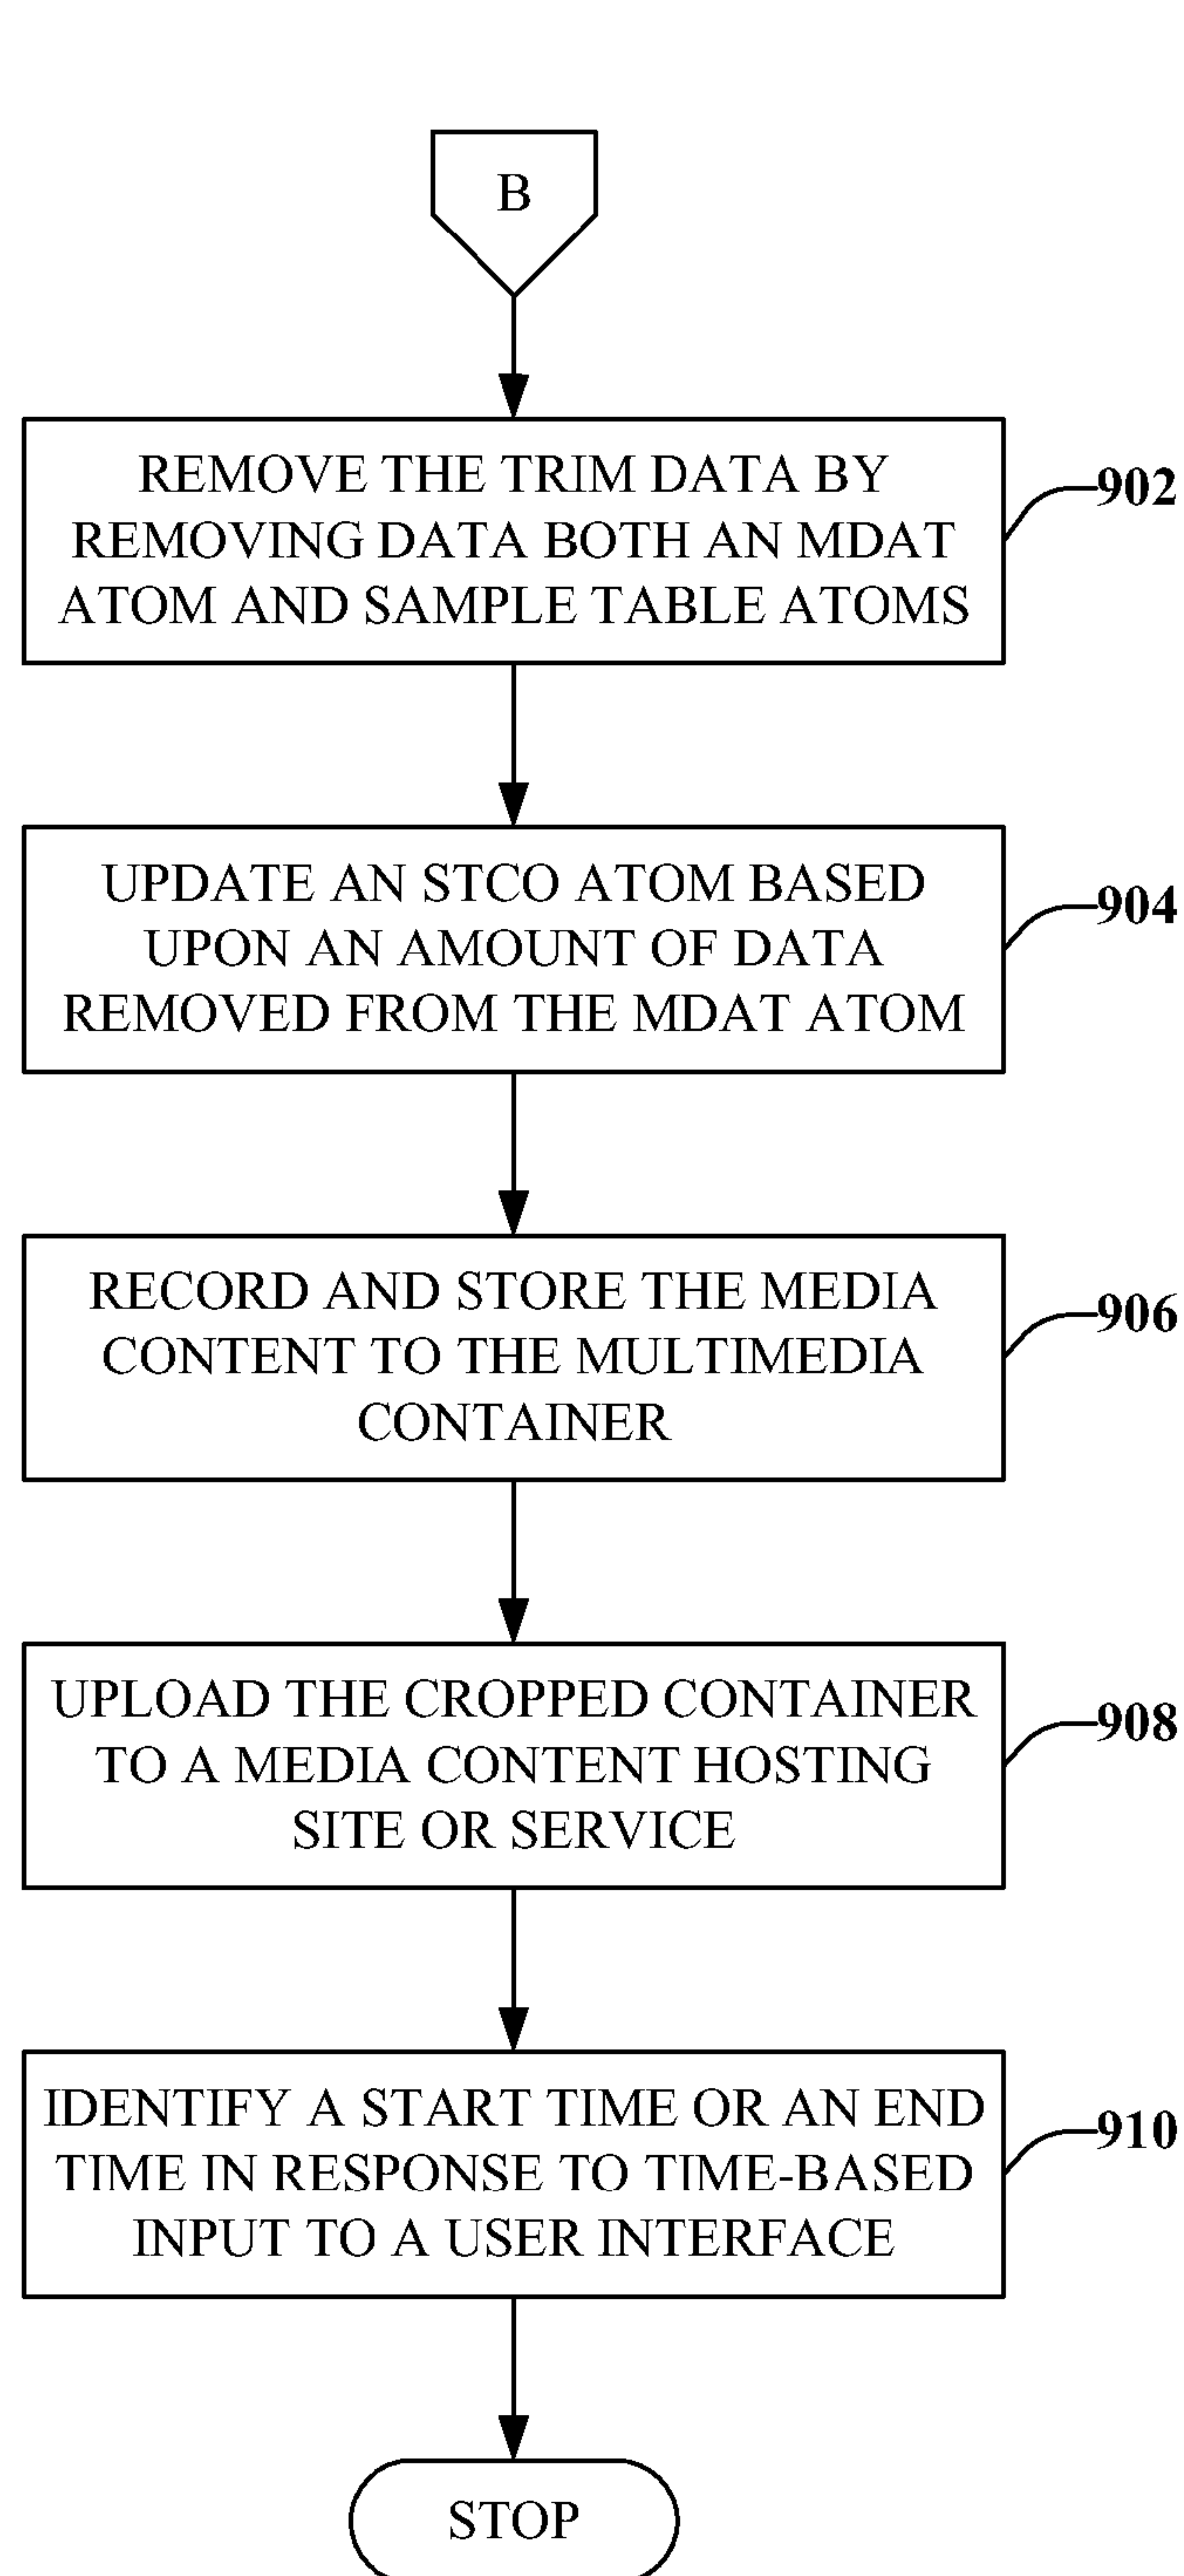 B
REMOVE THE TRIM DATA BY
REMOVING DATA BOTH AN MDAT
ATOM AND SAMPLE TABLE ATOMS
902
UPDATE AN STCO ATOM BASED
UPON AN AMOUNT OF DATA
REMOVED FROM THE MDAT ATOM
904
RECORD AND STORE THE MEDIA
CONTENT TO THE MULTIMEDIA
CONTAINER
906
UPLOAD THE CROPPED CONTAINER
TO A MEDIA CONTENT HOSTING
SITE OR SERVICE
908
IDENTIFY A START TIME OR AN END
TIME IN RESPONSE TO TIME-BASED
INPUT TO A USER INTERFACE
910
STOP